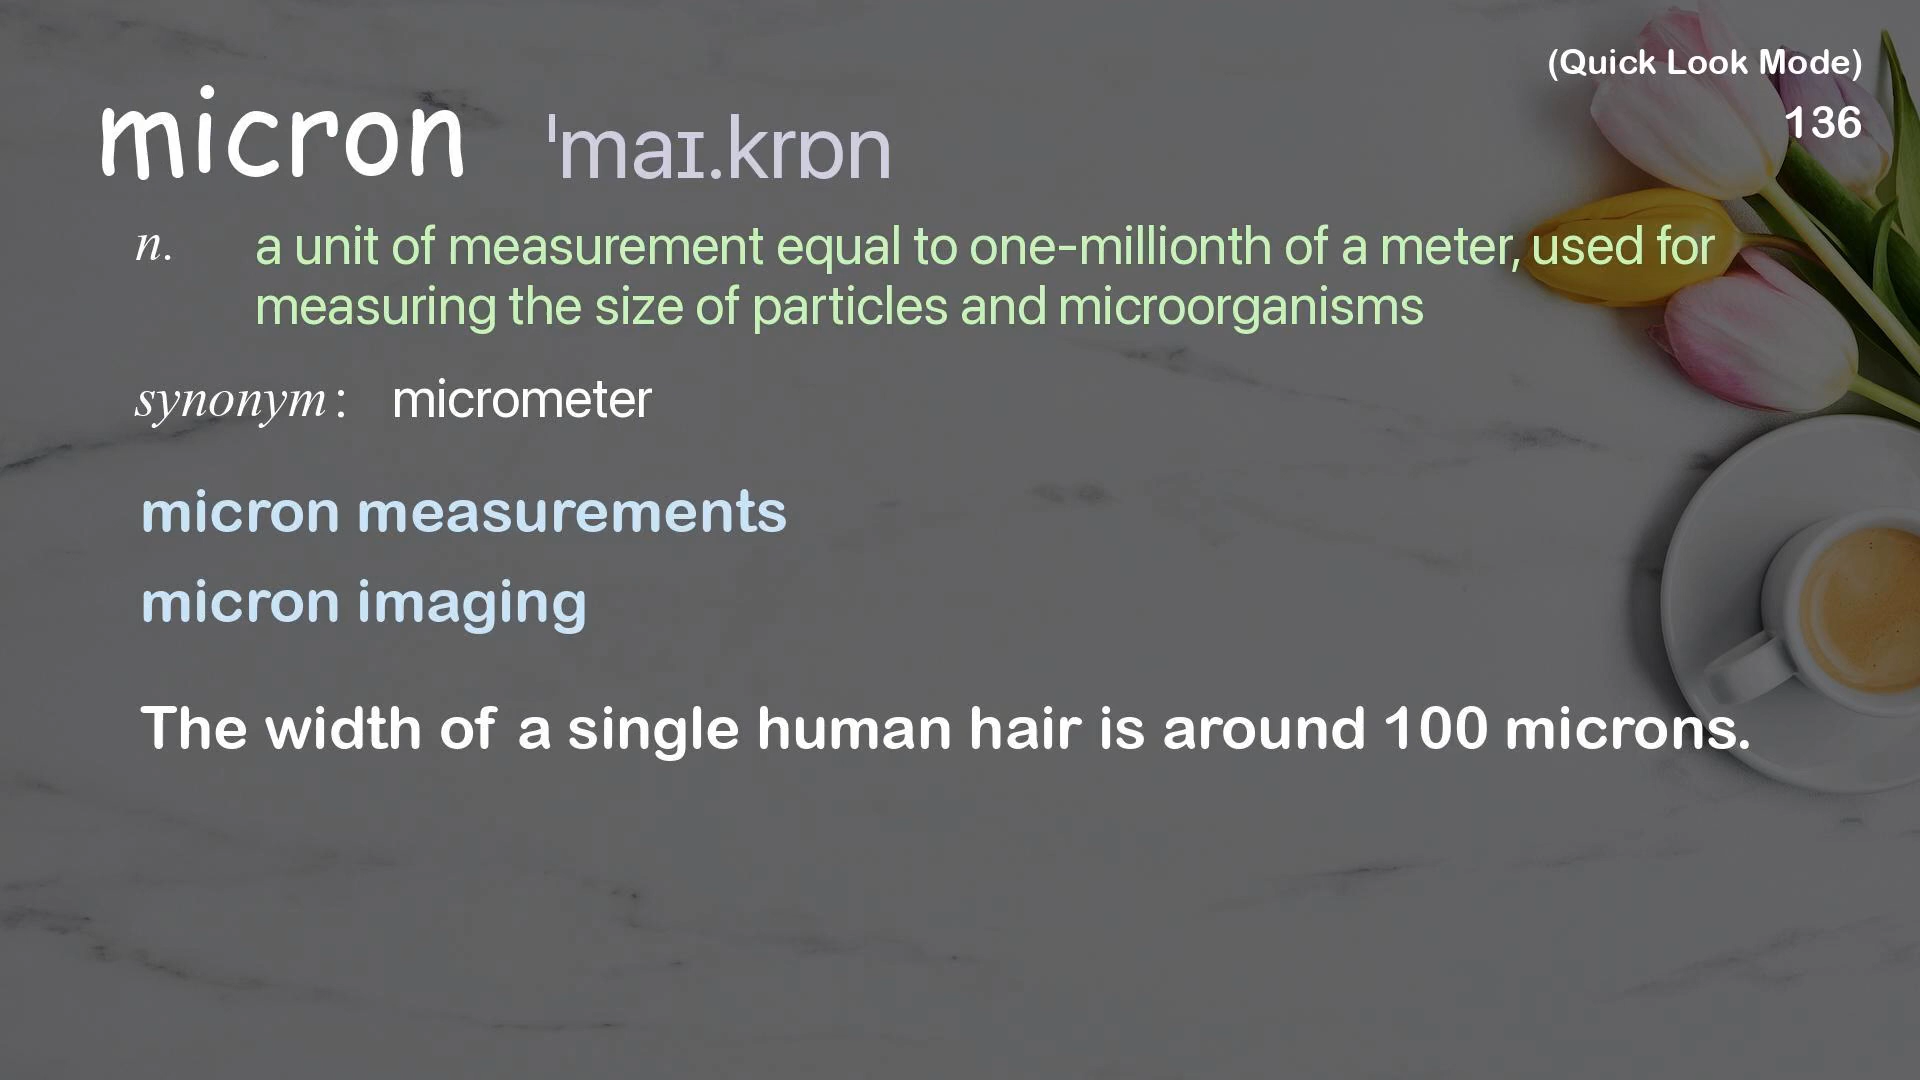 (Quick Look Mode)
136
micron ˈmaɪ.krɒn
n. a unit of measurement equal to one-millionth of a meter, used for
measuring the size of particles and microorganisms
synonym: micrometer
micron measurements
micron imaging
The width of a single human hair is around 100 microns.